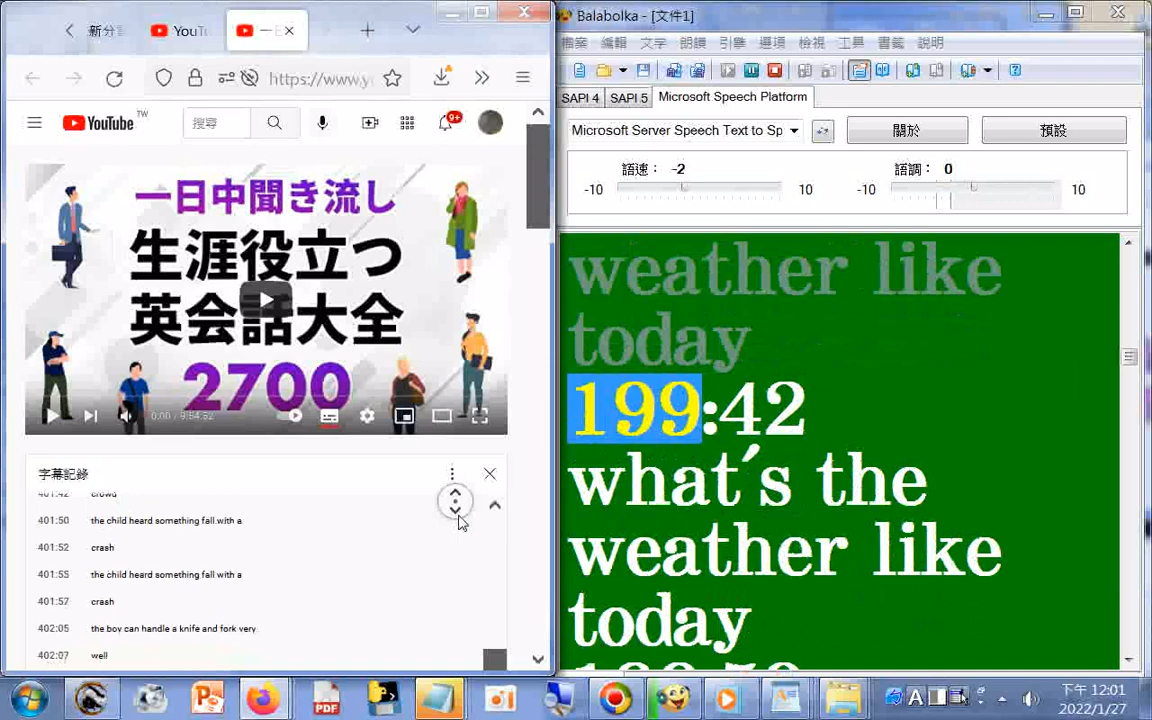 新分
YouTu
一E
https://www.y
YouTube
TW
搜尋
9+
一日中聞き流し
生涯役立つ
英会話大全
2700
0:00 / 9:54:32
字幕記錄
401:42 crowd
401:50 the child heard something fall with a
401:52 crash
401:55 the child heard something fall with a
401:57 crash
402:05 the boy can handle a knife and fork very
402:07 well
Balabolka - [文件1]
檔案 編輯 文字 朗讀 引擎 選項 檢視 工具 書籤 說明
SAPI 4 SAPI 5 Microsoft Speech Platform
Microsoft Server Speech Text to Sp
關於 預設
語速： -2 語調： 0
-10 10 -10 10
weather like
today
199:42
what's the
weather like
today
PDF
A
下午 12:01
2022/1/27